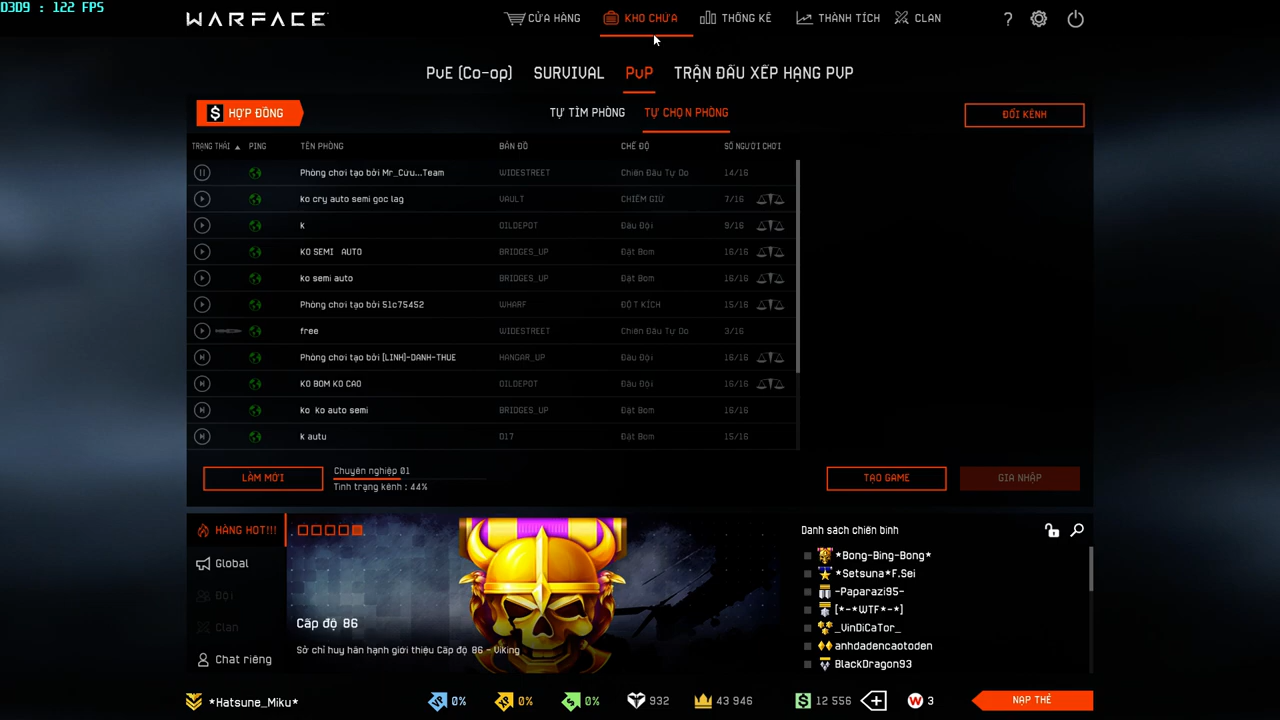 D3D9 : 122 FPS
WARFACE
CỬA HÀNG
KHO CHỨA
THỐNG KÊ
THÀNH TÍCH
CLAN
?
PvE (Co-op)
SURVIVAL
PvP
TRẬN ĐẤU XẾP HẠNG PVP
$ HỢP ĐỒNG
TỰ TÌM PHÒNG
TỰ CHỌN PHÒNG
ĐỔI KÊNH
TRẠNG THÁI PING TÊN PHÒNG BẢN ĐỒ CHẾ ĐỘ SỐ NGƯỜI CHƠI
Phòng chơi tạo bởi Mr_Cuu...Team WIDESTREET Chiến Đấu Tự Do 14/16
ko cry auto semi goc lag VAULT CHIẾM GIỮ 7/16
k OILDEPOT Đấu Đội 9/16
KO SEMI AUTO BRIDGES_UP Đặt Bom 16/16
ko semi auto BRIDGES_UP Đặt Bom 16/16
Phòng chơi tạo bởi 51c75452 WHARF ĐỘT KÍCH 15/16
free WIDESTREET Chiến Đấu Tự Do 3/16
Phòng chơi tạo bởi [LINH]-DANH-THUE HANGAR_UP Đấu Đội 16/16
KO BOM KO CAO OILDEPOT Đấu Đội 16/16
ko ko auto semi BRIDGES_UP Đặt Bom 16/16
k autu D17 Đặt Bom 15/16
LÀM MỚI
Chuyên nghiệp 01
Tình trạng kênh : 44%
TẠO GAME
GIA NHẬP
HÀNG HOT!!!
Global
Đội
Clan
Chat riêng
Cấp độ 86
Sở chỉ huy hân hạnh giới thiệu Cấp độ 86 - Viking
Danh sách chiến binh
*Bong-Bing-Bong*
*Setsuna*F.Sei
-Paparazi95-
[*-*WTF*-*]
_VinDiCaTor_
anhdadencaotoden
BlackDragon93
*Hatsune_Miku*
0%
0%
0%
932
43 946
$ 12 556
W 3
NẠP THẺ